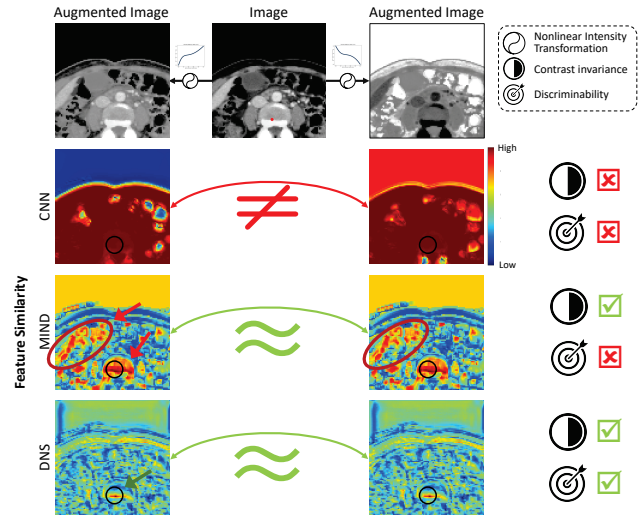 Augmented Image
Image
Augmented Image
Nonlinear Intensity
Transformation
Contrast invariance
Discriminability
High
Low
Feature Similarity
CNN
MIND
DNS